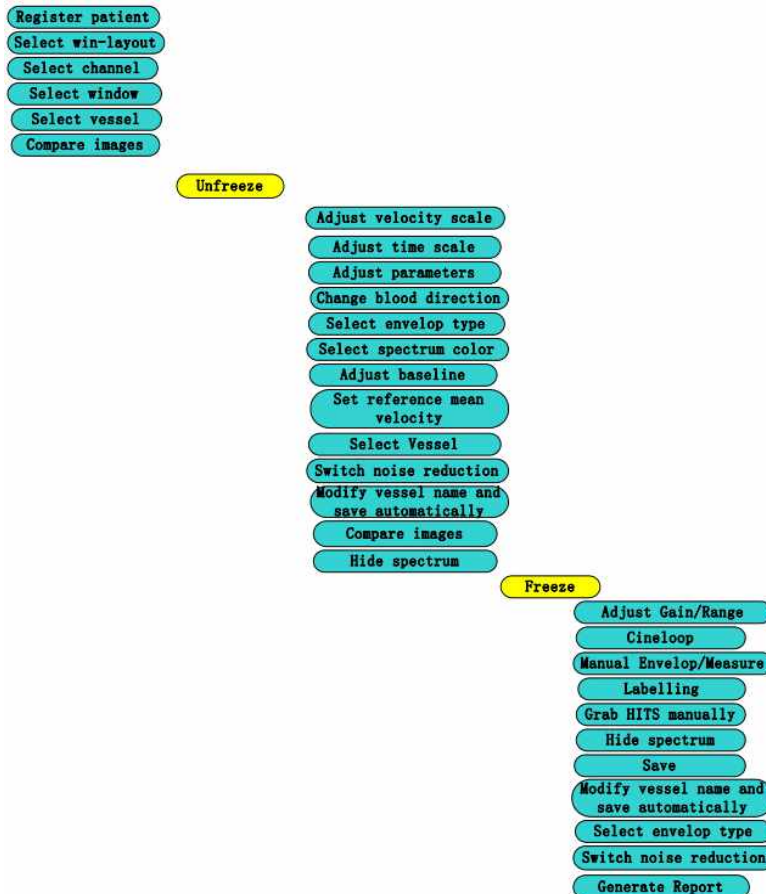 Register patient
Select win-layout
Select channel
Select window
Select vessel
Compare images
Unfreeze
Adjust velocity scale
Adjust time scale
Adjust parameters
Change blood direction
Select envelop type
Select spectrum color
Adjust baseline
Set reference mean
velocity
Select Vessel
Switch noise reduction
Modify vessel name and
save automatically
Compare images
Hide spectrum
Freeze
Adjust Gain/Range
Cineloop
Manual Envelop/Measure
Labelling
Grab HITS manually
Hide spectrum
Save
Modify vessel name and
save automatically
Select envelop type
Switch noise reduction
Generate Report